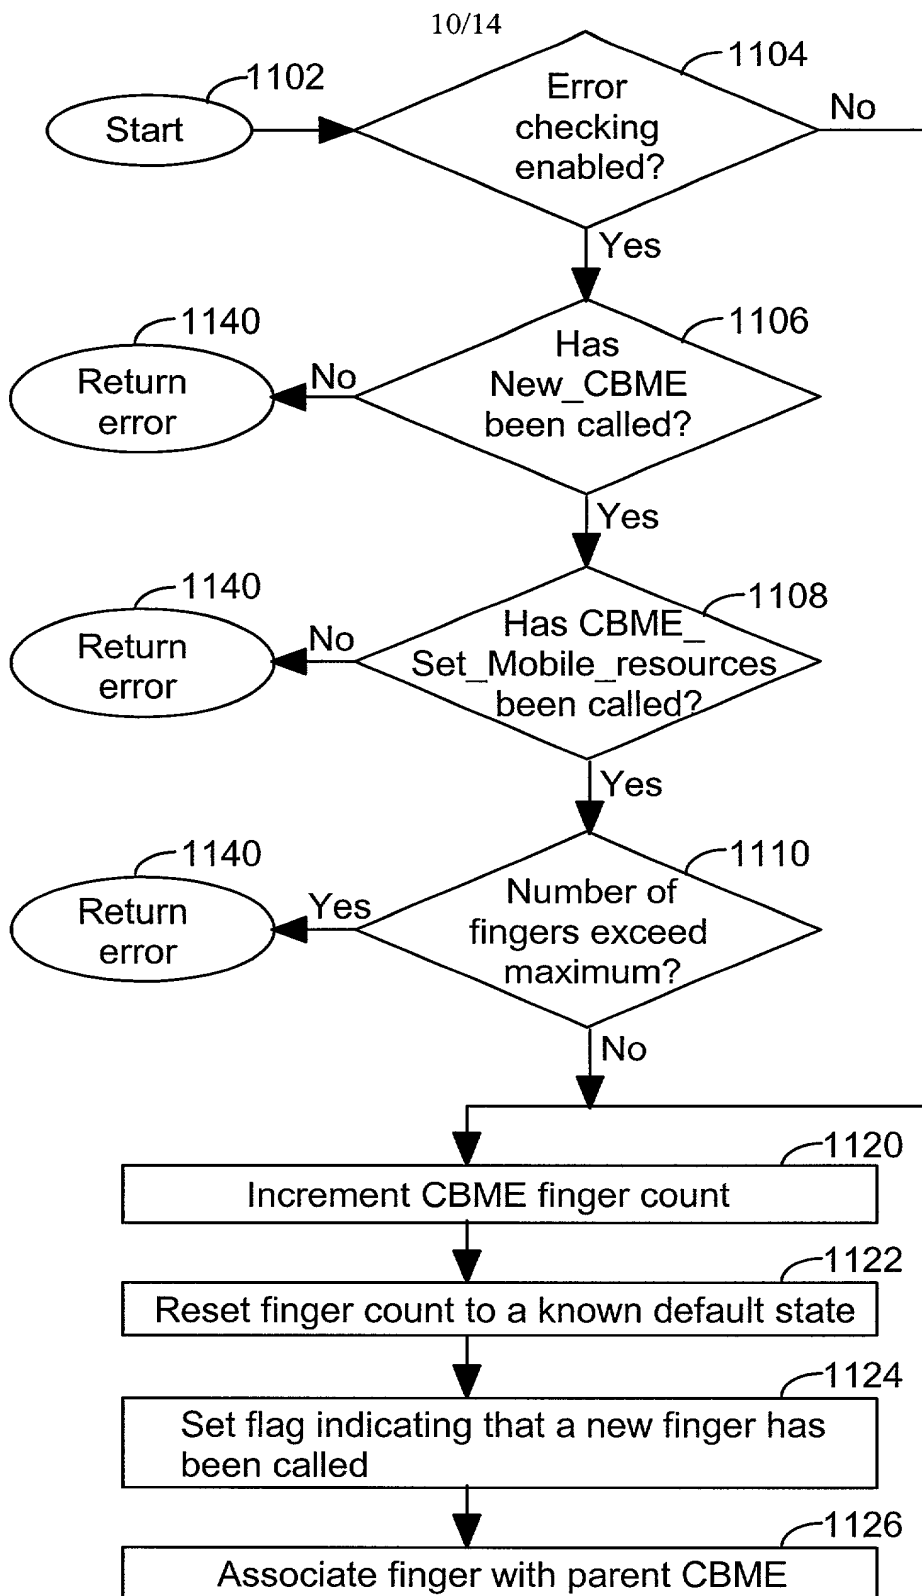 10/14
1102
Start
1104
Error
checking
enabled?
No
Yes
1140
Return
error
No
1106
Has
New_CBME
been called?
Yes
1140
Return
error
No
1108
Has CBME_
Set_Mobile_resources
been called?
Yes
1140
Return
error
Yes
1110
Number of
fingers exceed
maximum?
No
1120
Increment CBME finger count
1122
Reset finger count to a known default state
1124
Set flag indicating that a new finger has
been called
1126
Associate finger with parent CBME